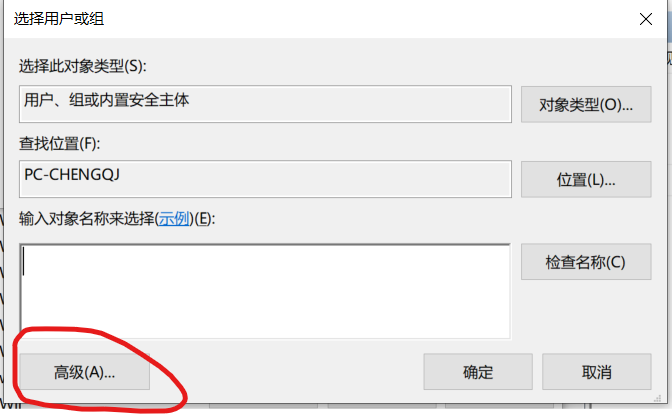 选择用户或组
选择此对象类型(S):
用户、组或内置安全主体
对象类型(O)...
查找位置(F):
PC-CHENGQJ
位置(L)...
输入对象名称来选择(示例)(E):
检查名称(C)
高级(A)...
确定
取消